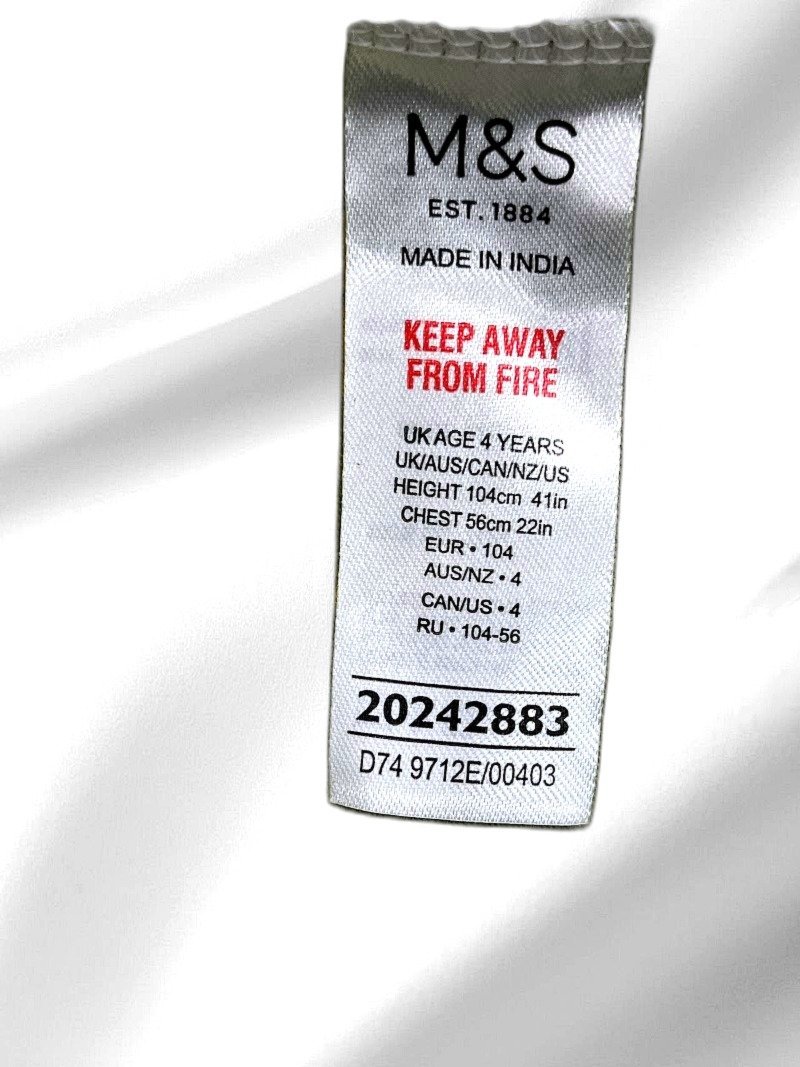 M&S
EST. 1884
MADE IN INDIA
KEEP AWAY
FROM FIRE
UK AGE 4 YEARS
UK/AUS/CAN/NZ/US
HEIGHT 104cm 41in
CHEST 56cm 22in
EUR • 104
AUS/NZ • 4
CAN/US • 4
RU • 104-56
20242883
D74 9712E/00403